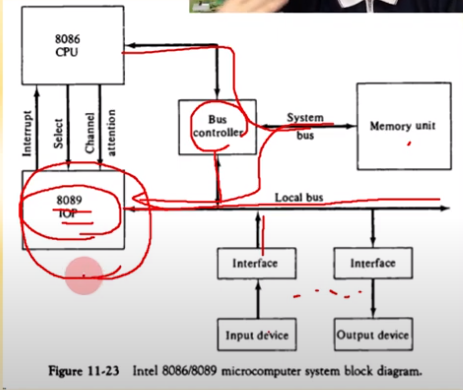 8086
CPU
Interrupt
Select
Channel
attention
Bus
controller
System
bus
Memory unit
8089
IOP
Local bus
Interface
Interface
Input device
Output device
Figure 11-23 Intel 8086/8089 microcomputer system block diagram.